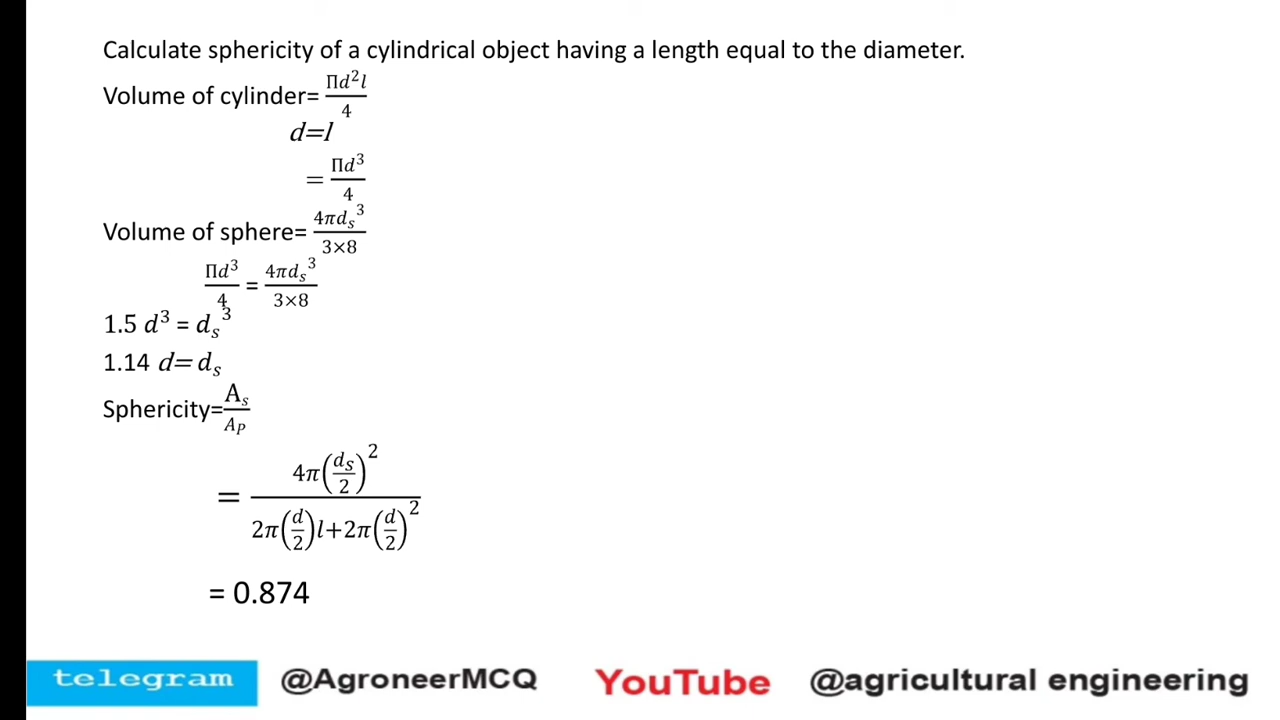 Calculate sphericity of a cylindrical object having a length equal to the diameter.
Volume of cylinder= Πd²l/4
d=l
= Πd³/4
Volume of sphere= 4πdₛ³/3×8
Πd³/4 = 4πdₛ³/3×8
1.5 d³ = dₛ³
1.14 d= dₛ
Sphericity= Aₛ/A_P
= 4π(dₛ/2)²/2π(d/2)l+2π(d/2)²
= 0.874
telegram @AgroneerMCQ YouTube @agricultural engineering